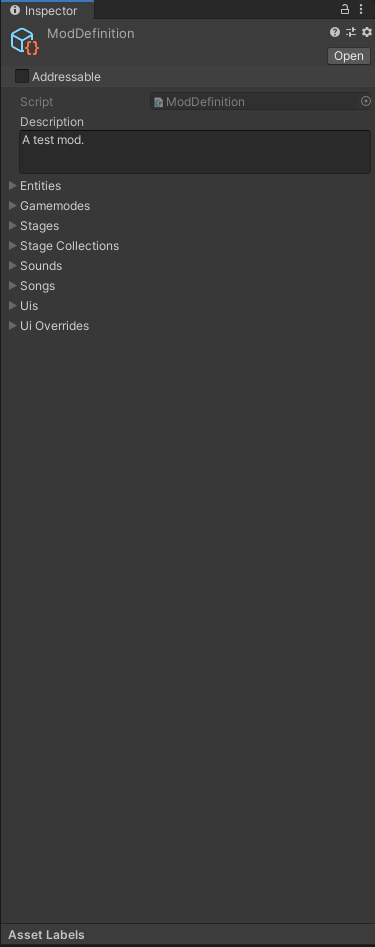 Inspector
ModDefinition
Open
Addressable
Script ModDefinition
Description
A test mod.
Entities
Gamemodes
Stages
Stage Collections
Sounds
Songs
Uis
Ui Overrides
Asset Labels